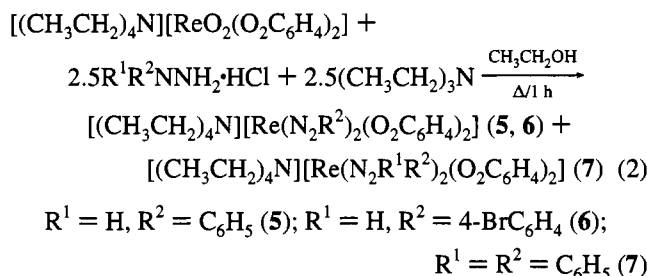 [(CH₃CH₂)₄N][ReO₂(O₂C₆H₄)₂] +
2.5R¹R²NNH₂·HCl + 2.5(CH₃CH₂)₃N CH₃CH₂OH
Δ/1 h
[(CH₃CH₂)₄N][Re(N₂R²)₂(O₂C₆H₄)₂] (5, 6) +
[(CH₃CH₂)₄N][Re(N₂R¹R²)₂(O₂C₆H₄)₂] (7) (2)
R¹ = H, R² = C₆H₅ (5); R¹ = H, R² = 4-BrC₆H₄ (6);
R¹ = R² = C₆H₅ (7)